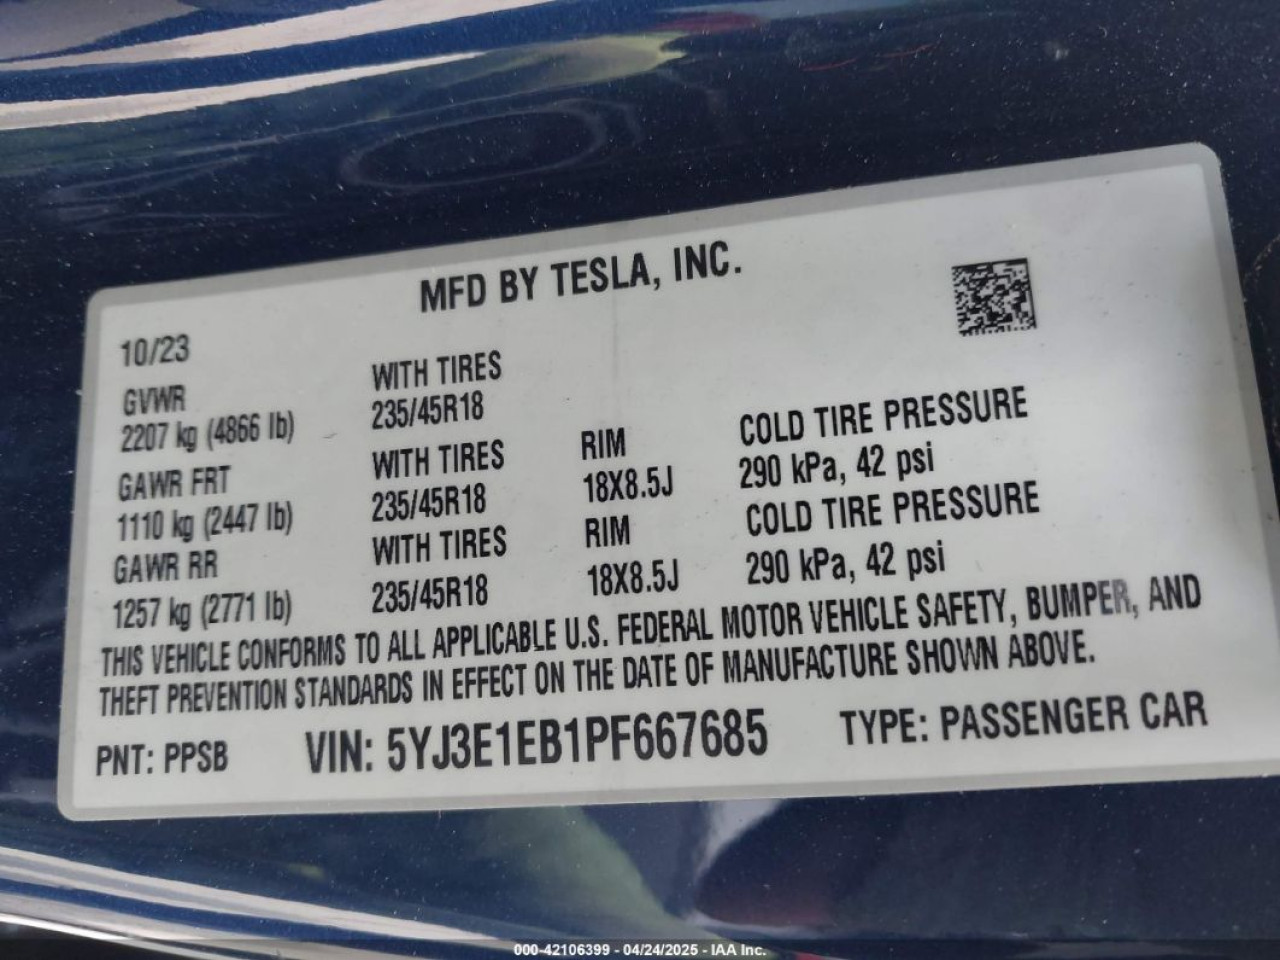 MFD BY TESLA, INC.
10/23
GVWR
2207 kg (4866 lb)
WITH TIRES
235/45R18
GAWR FRT
1110 kg (2447 lb)
WITH TIRES
235/45R18
RIM
18X8.5J
COLD TIRE PRESSURE
290 kPa, 42 psi
GAWR RR
1257 kg (2771 lb)
WITH TIRES
235/45R18
RIM
18X8.5J
COLD TIRE PRESSURE
290 kPa, 42 psi
THIS VEHICLE CONFORMS TO ALL APPLICABLE U.S. FEDERAL MOTOR VEHICLE SAFETY, BUMPER, AND
THEFT PREVENTION STANDARDS IN EFFECT ON THE DATE OF MANUFACTURE SHOWN ABOVE.
PNT: PPSB VIN: 5YJ3E1EB1PF667685 TYPE: PASSENGER CAR
000-42106399 - 04/24/2025 - IAA Inc.